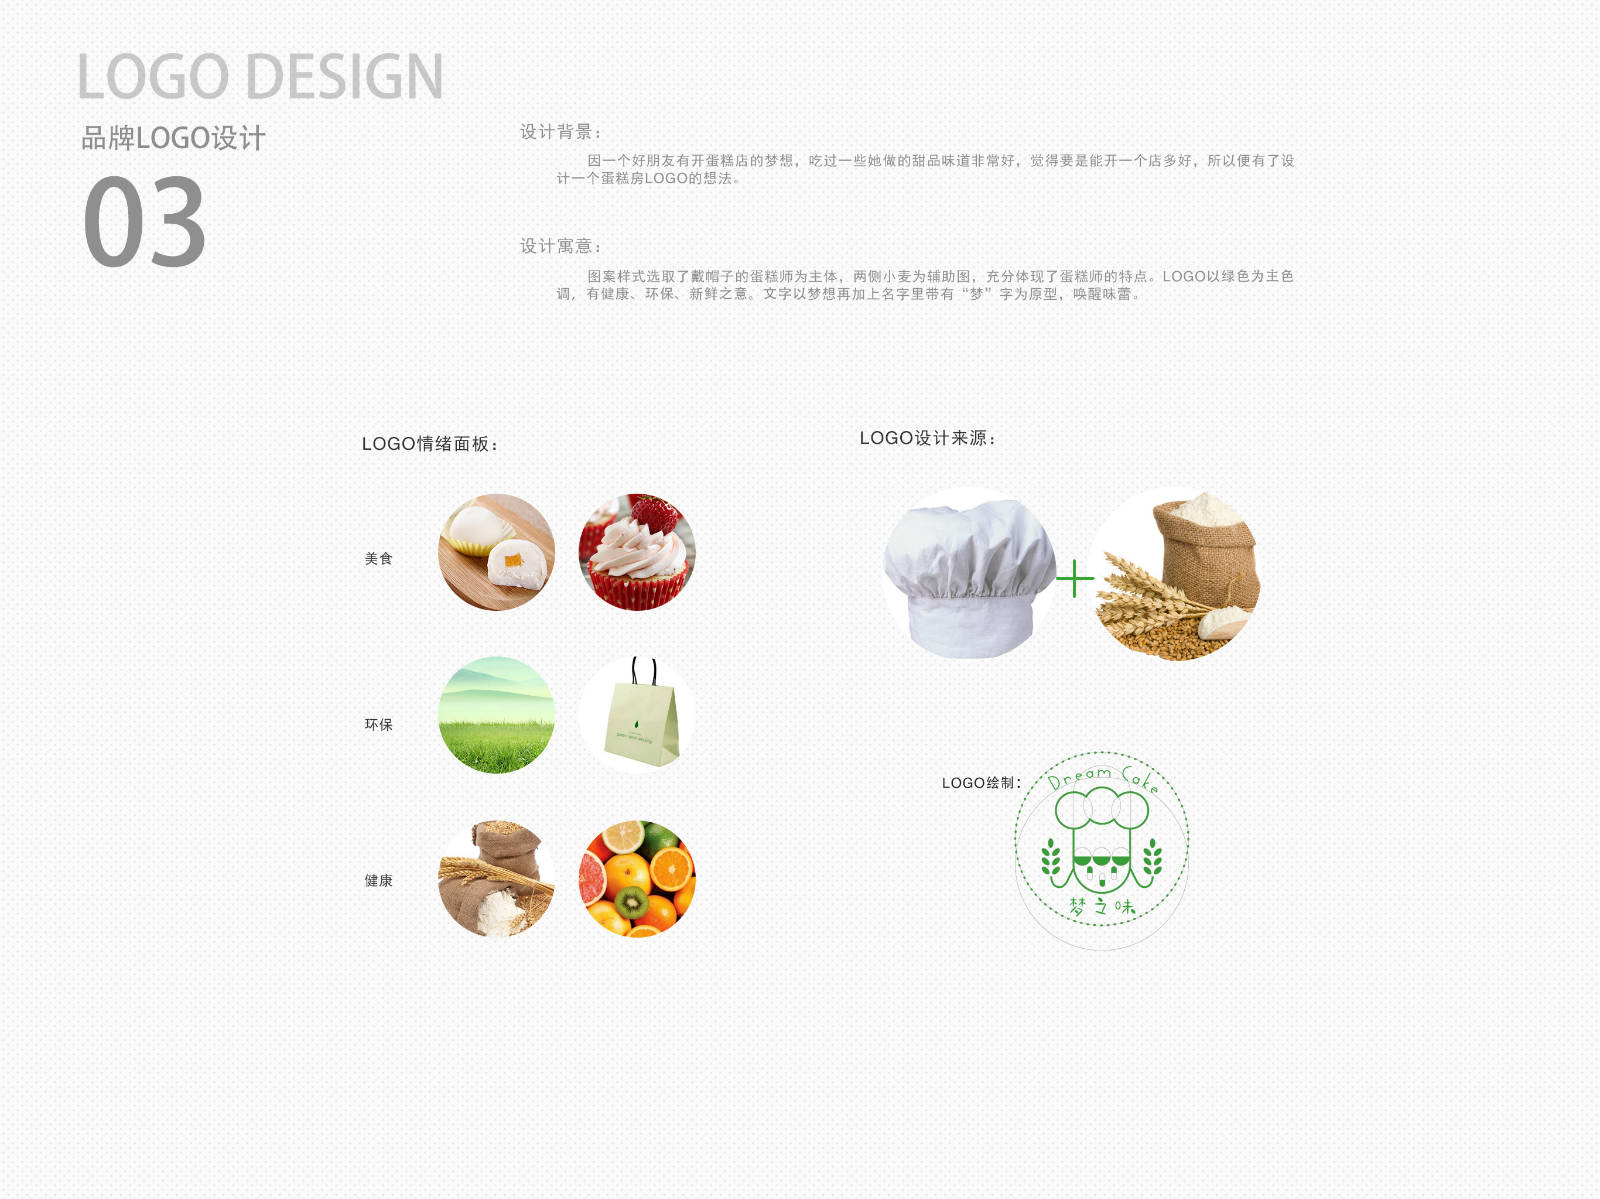 LOGO DESIGN
品牌LOGO设计
03
设计背景：
因一个好朋友有开蛋糕店的梦想，吃过一些她做的甜品味道非常好，觉得要是能开一个店多好，所以便有了设
计一个蛋糕房LOGO的想法。
设计寓意：
图案样式选取了戴帽子的蛋糕师为主体，两侧小麦为辅助图，充分体现了蛋糕师的特点。LOGO以绿色为主色
调，有健康、环保、新鲜之意。文字以梦想再加上名字里带有“梦”字为原型，唤醒味蕾。
LOGO情绪面板：
美食
环保
健康
LOGO设计来源：
LOGO绘制：
Dream Cake
梦之味